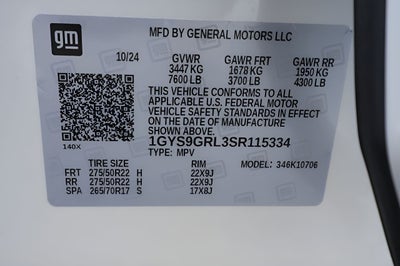 gm
MFD BY GENERAL MOTORS LLC
10/24 GVWR GAWR FRT GAWR RR
3447 KG 1678 KG 1950 KG
7600 LB 3700 LB 4300 LB
THIS VEHICLE CONFORMS TO ALL
APPLICABLE U.S. FEDERAL MOTOR
VEHICLE SAFETY STANDARDS IN EFFECT
ON THE DATE OF MANUFACTURE
SHOWN ABOVE.
1GYS9GRL3SR115334
140X TYPE: MPV
MODEL: 346K10706
TIRE SIZE RIM
FRT 275/50R22 H 22X9J
RR 275/50R22 H 22X9J
SPA 265/70R17 S 17X8J